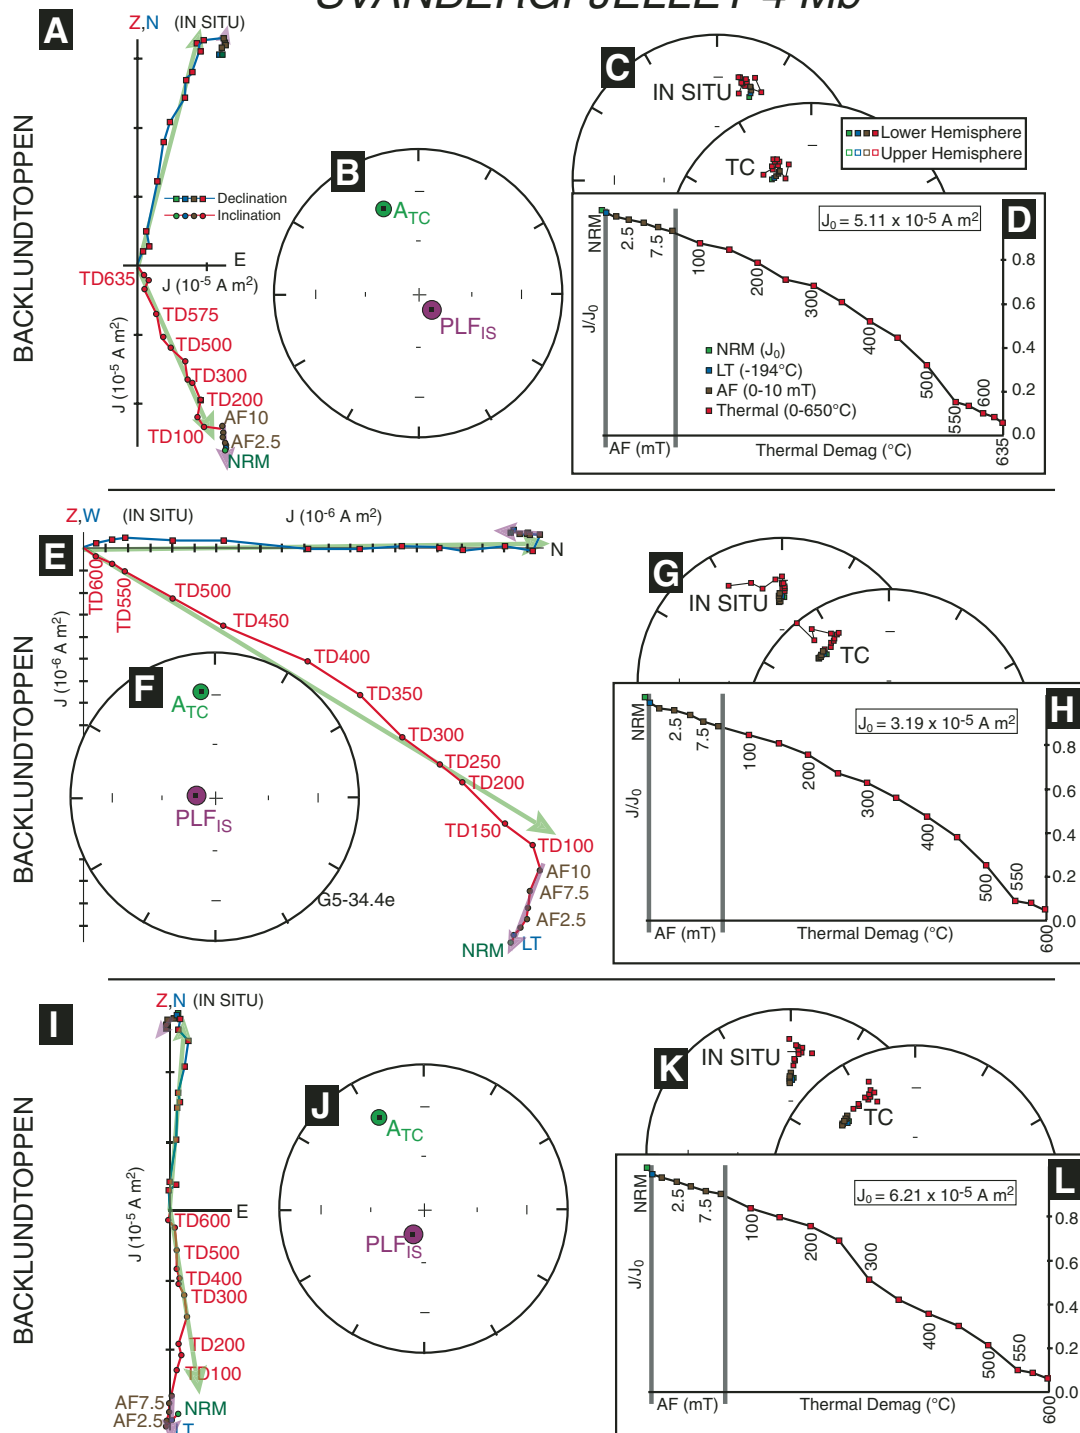 SVANDERGFJELLET 4 Mb
A
Z,N (IN SITU)
BACKLUNDTOPPEN
Declination
Inclination
E
J (10-5 A m2)
J (10-5 A m2)
TD635
TD575
TD500
TD300
TD200
TD100
AF10
AF2.5
NRM
B
ATC
PLFIS
C
IN SITU
TC
Lower Hemisphere
Upper Hemisphere
D
J0 = 5.11 x 10-5 A m2
NRM
2.5
7.5
100
200
300
400
500
550
600
635
0.8
0.6
0.4
0.2
0.0
J/J0
NRM (J0)
LT (-194°C)
AF (0-10 mT)
Thermal (0-650°C)
AF (mT)
Thermal Demag (°C)
E
Z,W (IN SITU)
J (10-6 A m2)
N
BACKLUNDTOPPEN
J (10-6 A m2)
TD600
TD550
TD500
TD450
TD400
TD350
TD300
TD250
TD200
TD150
TD100
AF10
AF7.5
AF2.5
LT
NRM
F
ATC
PLFIS
G5-34.4e
G
IN SITU
TC
H
J0 = 3.19 x 10-5 A m2
NRM
2.5
7.5
100
200
300
400
500
550
600
0.8
0.6
0.4
0.2
0.0
J/J0
AF (mT)
Thermal Demag (°C)
I
Z,N (IN SITU)
BACKLUNDTOPPEN
J (10-5 A m2)
E
TD600
TD500
TD400
TD300
TD200
TD100
AF7.5
AF2.5
NRM
LT
J
ATC
PLFIS
K
IN SITU
TC
L
J0 = 6.21 x 10-5 A m2
NRM
2.5
7.5
100
200
300
400
500
550
600
0.8
0.6
0.4
0.2
0.0
J/J0
AF (mT)
Thermal Demag (°C)